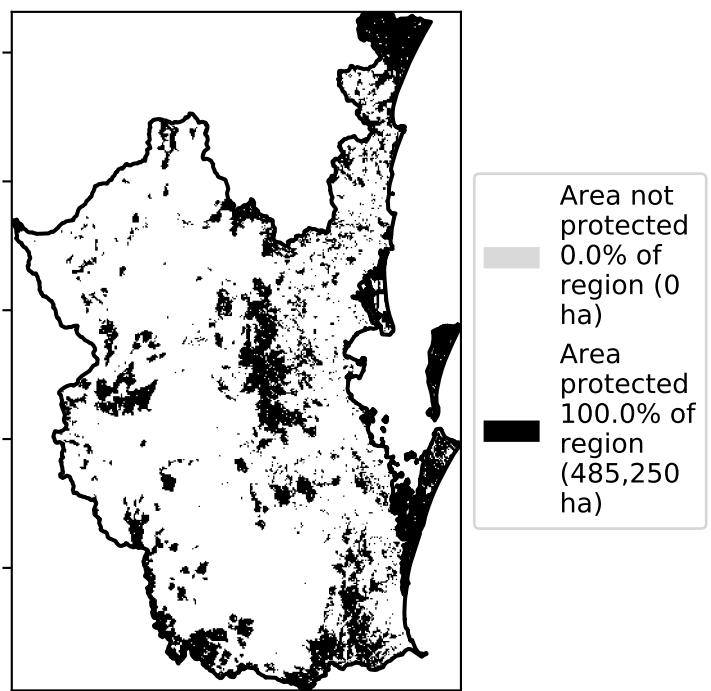 Area not
protected
0.0% of
region (0
ha)
Area
protected
100.0% of
region
(485,250
ha)